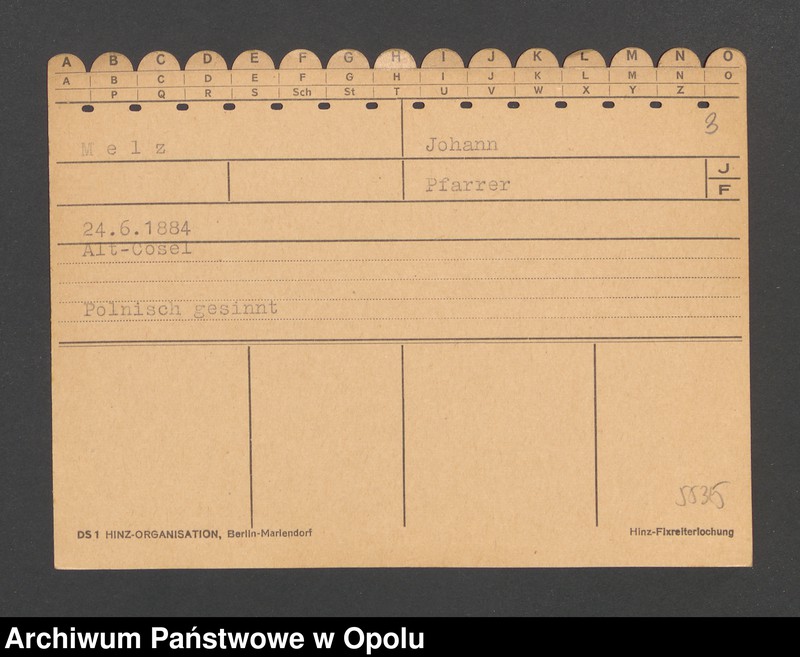 A B C D E F G H I J K L M N O
A B C D E F G H I J K L M N O
P Q R S Sch St T U V W X Y Z
3
M e l z Johann
Pfarrer J
F
24.6.1884
Alt-Cosel
Polnisch gesinnt
5535
DS 1 HINZ-ORGANISATION, Berlin-Mariendorf Hinz-Fixreiterlochung
Archiwum Państwowe w Opolu